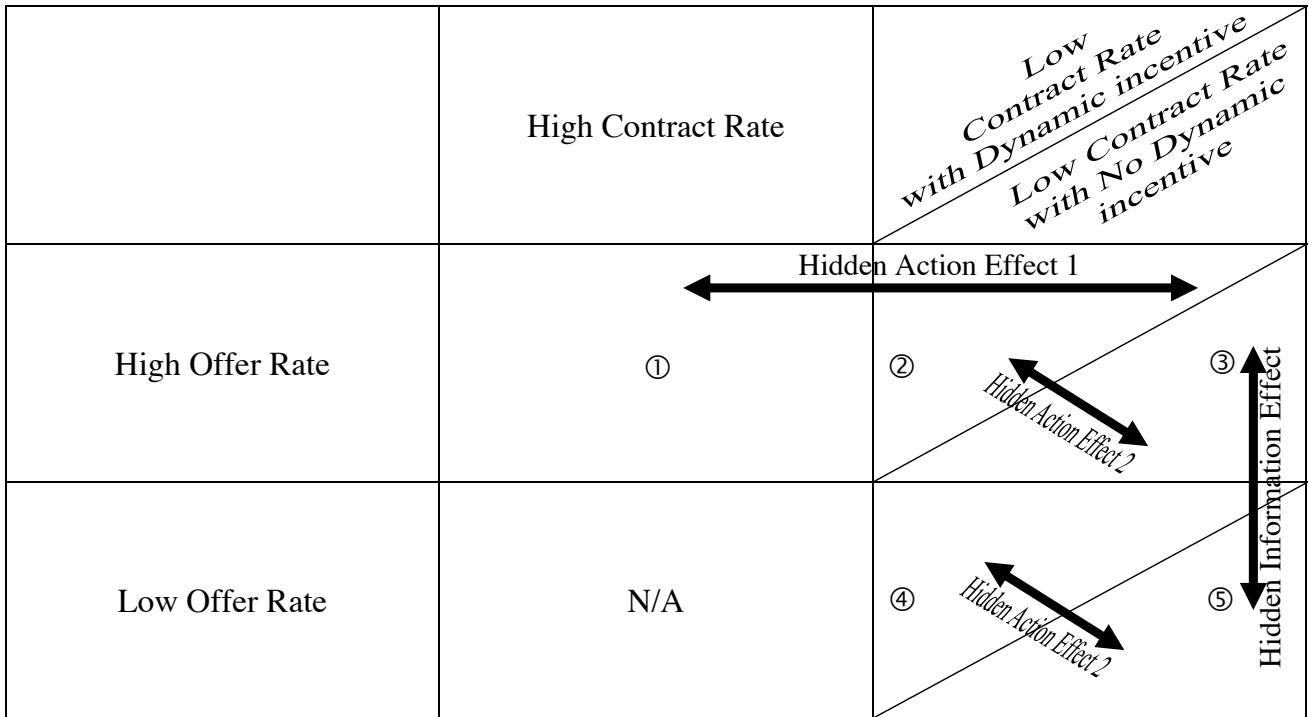 High Contract Rate
Low
Contract Rate
with Dynamic incentive
Low Contract Rate
with No Dynamic
incentive
Hidden Action Effect 1
High Offer Rate
①
②
Hidden Action Effect 2
③
Hidden Information Effect
Low Offer Rate
N/A
④
Hidden Action Effect 2
⑤